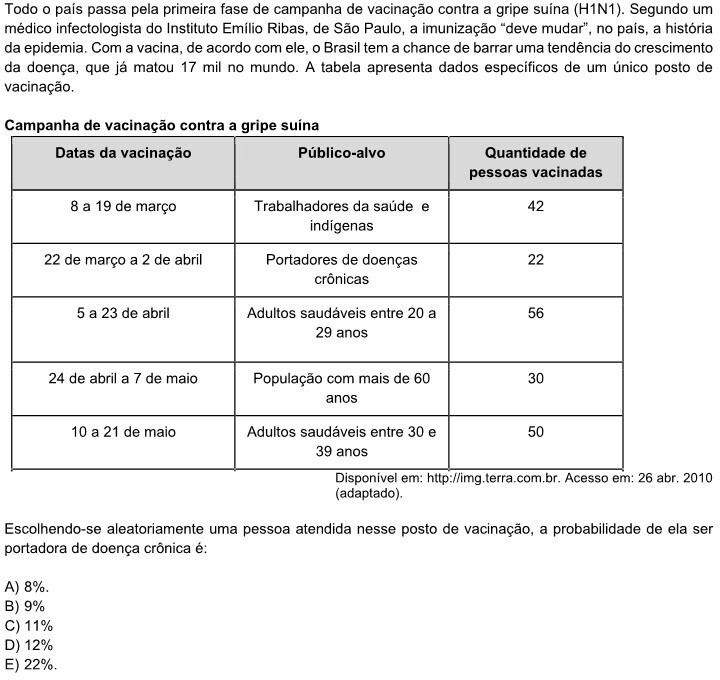 Todo o país passa pela primeira fase de campanha de vacinação contra a gripe suína (H1N1). Segundo um
médico infectologista do Instituto Emílio Ribas, de São Paulo, a imunização “deve mudar”, no país, a história
da epidemia. Com a vacina, de acordo com ele, o Brasil tem a chance de barrar uma tendência do crescimento
da doença, que já matou 17 mil no mundo. A tabela apresenta dados específicos de um único posto de
vacinação.
Campanha de vacinação contra a gripe suína
Datas da vacinação Público-alvo Quantidade de
pessoas vacinadas
8 a 19 de março Trabalhadores da saúde e 42
indígenas
22 de março a 2 de abril Portadores de doenças 22
crônicas
5 a 23 de abril Adultos saudáveis entre 20 a 56
29 anos
24 de abril a 7 de maio População com mais de 60 30
anos
10 a 21 de maio Adultos saudáveis entre 30 e 50
39 anos
Disponível em: http://img.terra.com.br. Acesso em: 26 abr. 2010
(adaptado).
Escolhendo-se aleatoriamente uma pessoa atendida nesse posto de vacinação, a probabilidade de ela ser
portadora de doença crônica é:
A) 8%.
B) 9%
C) 11%
D) 12%
E) 22%.